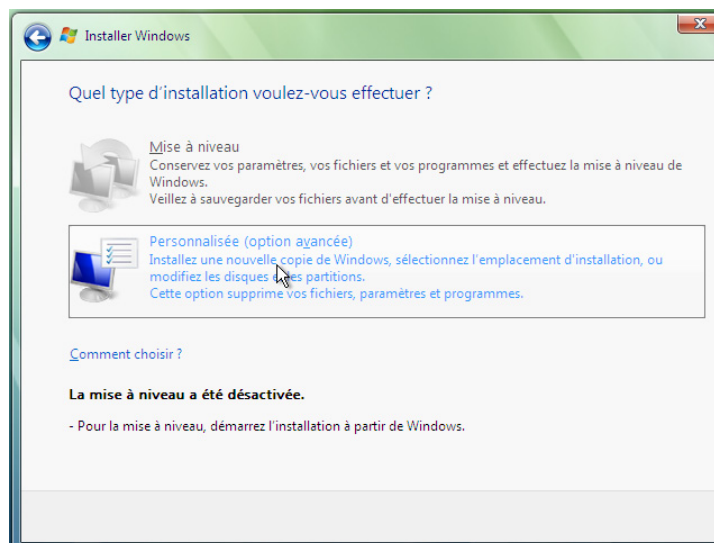 Installer Windows
Quel type d'installation voulez-vous effectuer ?
Mise à niveau
Conservez vos paramètres, vos fichiers et vos programmes et effectuez la mise à niveau de
Windows.
Veillez à sauvegarder vos fichiers avant d'effectuer la mise à niveau.
Personnalisée (option avancée)
Installez une nouvelle copie de Windows, sélectionnez l'emplacement d'installation, ou
modifiez les disques et les partitions.
Cette option supprime vos fichiers, paramètres et programmes.
Comment choisir ?
La mise à niveau a été désactivée.
- Pour la mise à niveau, démarrez l'installation à partir de Windows.